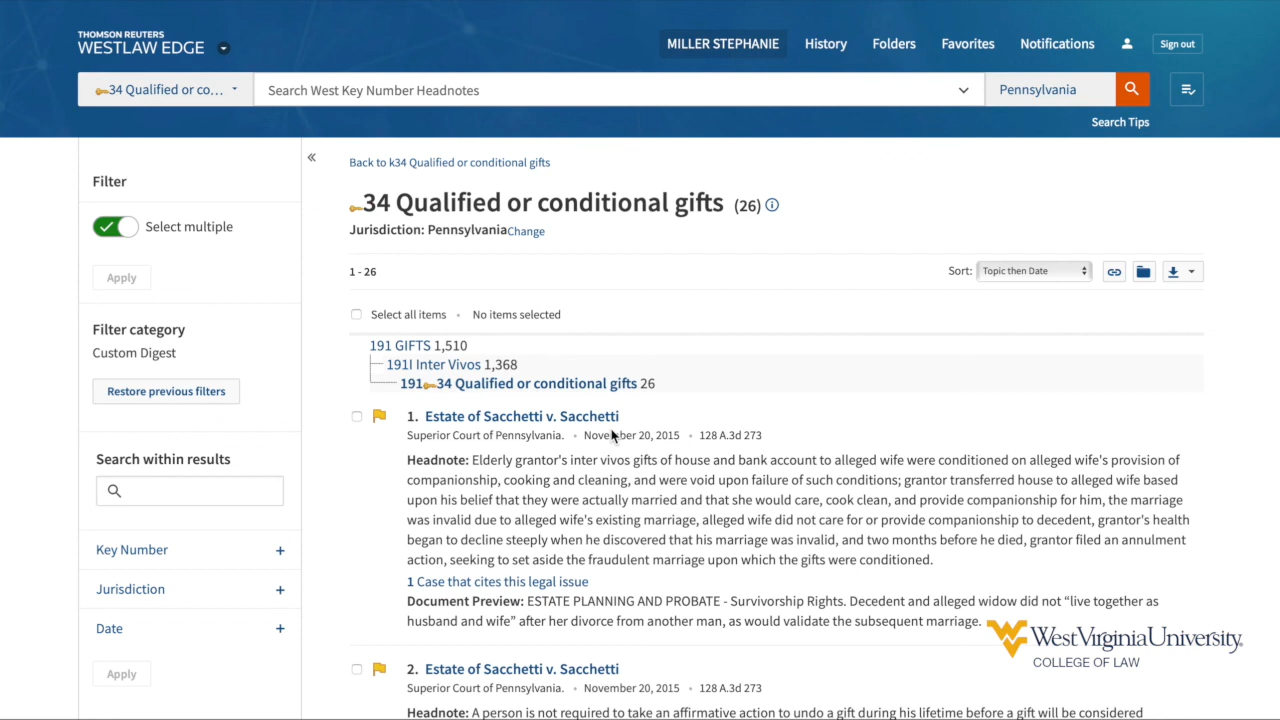 THOMSON REUTERS
WESTLAW EDGE
MILLER STEPHANIE
History
Folders
Favorites
Notifications
Sign out
34 Qualified or co...
Search West Key Number Headnotes
Pennsylvania
Search Tips
Filter
Select multiple
Apply
Filter category
Custom Digest
Restore previous filters
Search within results
Key Number +
Jurisdiction +
Date +
Apply
«
Back to k34 Qualified or conditional gifts
34 Qualified or conditional gifts (26)
Jurisdiction: PennsylvaniaChange
1 - 26
Sort: Topic then Date
Select all items • No items selected
191 GIFTS 1,510
191I Inter Vivos 1,368
191 34 Qualified or conditional gifts 26
1. Estate of Sacchetti v. Sacchetti
Superior Court of Pennsylvania. • November 20, 2015 • 128 A.3d 273
Headnote: Elderly grantor's inter vivos gifts of house and bank account to alleged wife were conditioned on alleged wife's provision of
companionship, cooking and cleaning, and were void upon failure of such conditions; grantor transferred house to alleged wife based
upon his belief that they were actually married and that she would care, cook clean, and provide companionship for him, the marriage
was invalid due to alleged wife's existing marriage, alleged wife did not care for or provide companionship to decedent, grantor's health
began to decline steeply when he discovered that his marriage was invalid, and two months before he died, grantor filed an annulment
action, seeking to set aside the fraudulent marriage upon which the gifts were conditioned.
1 Case that cites this legal issue
Document Preview: ESTATE PLANNING AND PROBATE - Survivorship Rights. Decedent and alleged widow did not “live together as
husband and wife” after her divorce from another man, as would validate the subsequent marriage.
WestVirginiaUniversity
COLLEGE OF LAW
2. Estate of Sacchetti v. Sacchetti
Superior Court of Pennsylvania. • November 20, 2015 • 128 A.3d 273
Headnote: A person is not required to take an affirmative action to undo a gift during his lifetime before a gift will be considered